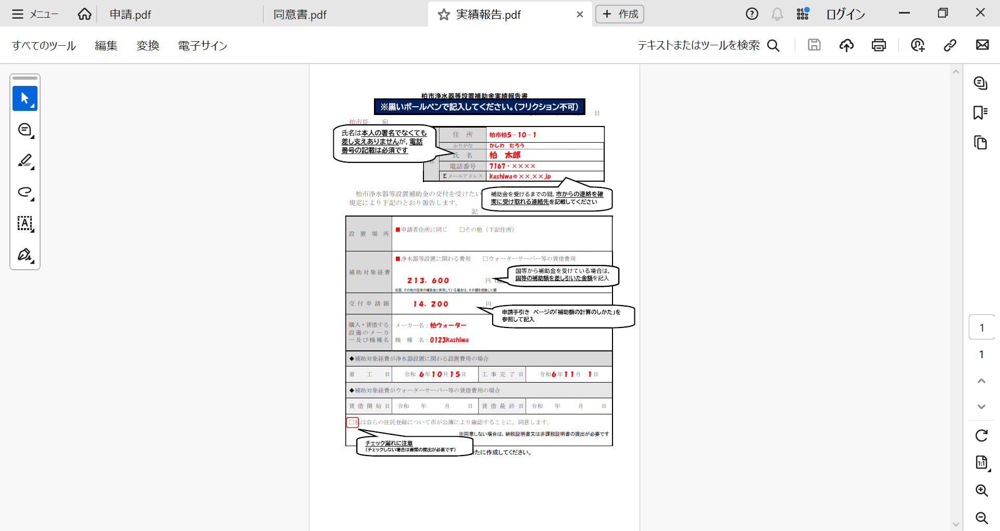 メニュー
申請.pdf
同意書.pdf
実績報告.pdf
作成
ログイン
すべてのツール
編集
変換
電子サイン
テキストまたはツールを検索
柏市浄水器等設置補助金実績報告書
※黒いボールペンで記入してください。(フリクション不可)
日
柏市長 宛
氏名は本人の署名でなくても
差し支えありませんが、電話
番号の記載は必須です
住 所
柏市柏5-10-1
ふりがな
かしわ たろう
氏 名
柏 太郎
電話番号
7167-××××
Eメールアドレス
kashiwa@××.××.jp
補助金を受けるまでの間、市からの連絡を確
実に受け取れる連絡先を記載してください
柏市浄水器等設置補助金の交付を受けたい
規定により下記のとおり報告します。
記
設置場所
■申請者住所に同じ □その他（下記住所）
補助対象経費
■浄水器等設置に関わる費用 □ウォーターサーバー等の賃借費用
213.600
円
国等から補助金を受けている場合は、
国等の補助額を差し引いた金額を記入
※国、その他の団体の補助金と併用している場合は、その額を控除した額
交付申請額
14.200
円
申請手引き ページの「補助額の計算のしかた」を
参照して記入
購入・賃借する
設備のメーカ
ー及び機種名
メーカー名：柏ウォーター
機 種 名：0123kashiwa
◆補助対象経費が浄水器設置に関わる設置費用の場合
着 工 日
令和 6年10月15日
工事完了日
令和6年11月 1日
◆補助対象経費がウォーターサーバー等の賃借費用の場合
賃借開始日
令和 年 月 日
賃借最終日
令和 年 月 日
□私は自らの住民登録について市が公簿により確認することに，同意します。
※同意しない場合は、納税証明書又は非課税証明書の提出が必要です
チェック漏れに注意
(チェックしない場合は書類の提出が必要です)
たに作成してください。
1
1
1:1